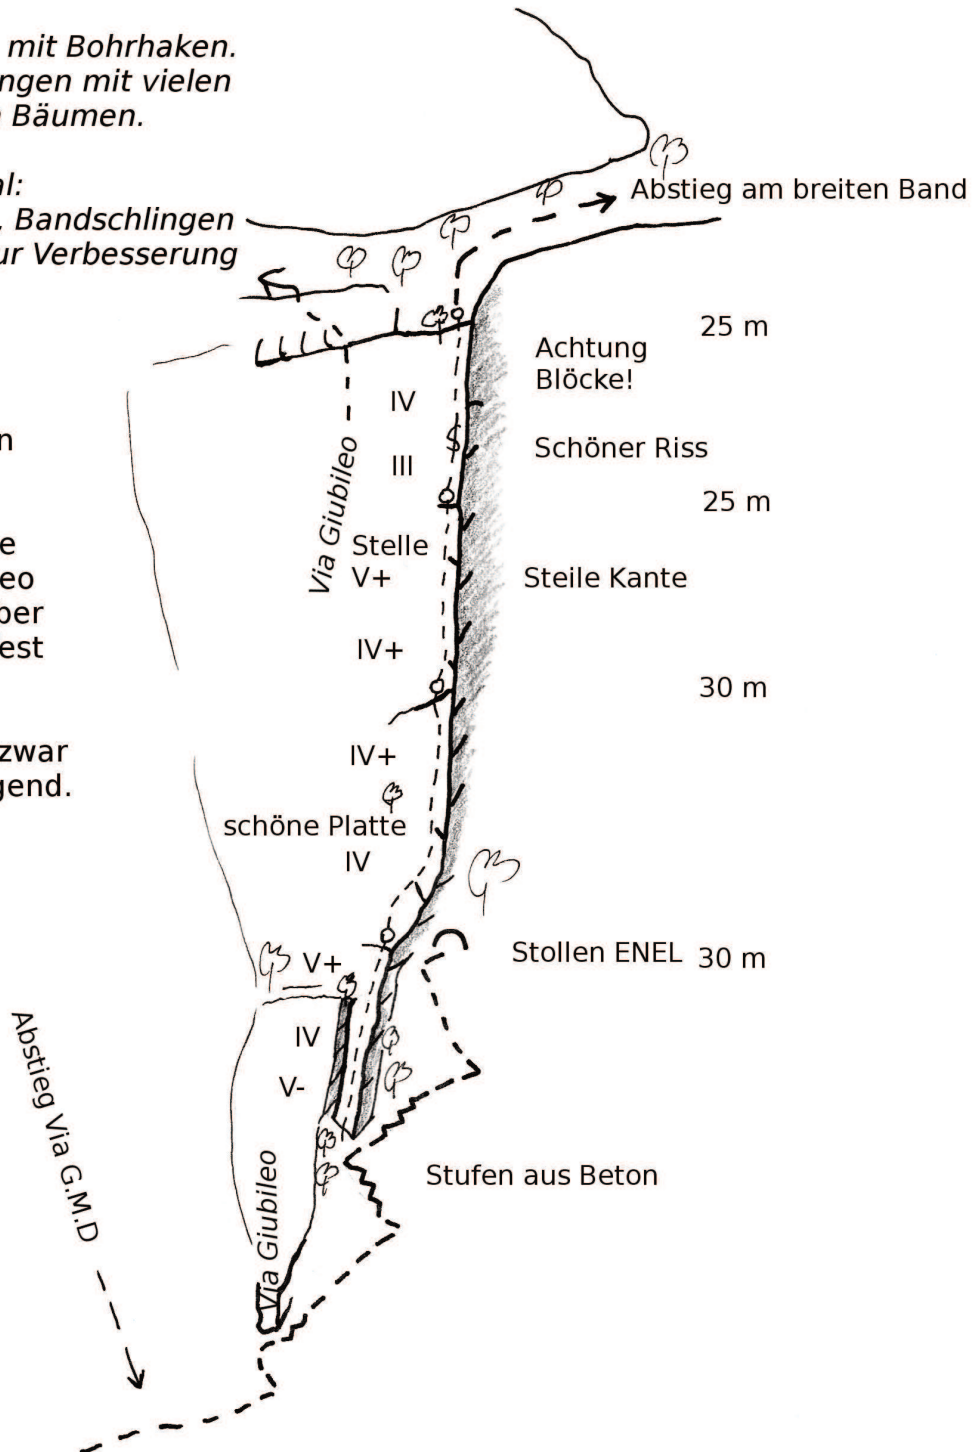 mit Bohrhaken.
ngen mit vielen
Bäumen.
al:
Bandschlingen
ur Verbesserung
Abstieg am breiten Band
25 m
Achtung
Blöcke!
IV
n
Schöner Riss
III
25 m
Via Giubileo
e
Stelle
eo
V+
Steile Kante
ber
est
IV+
30 m
zwar
IV+
gend.
schöne Platte
IV
Stollen ENEL
30 m
V+
Abstieg Via G.M.D
IV
V-
Stufen aus Beton
Via Giubileo